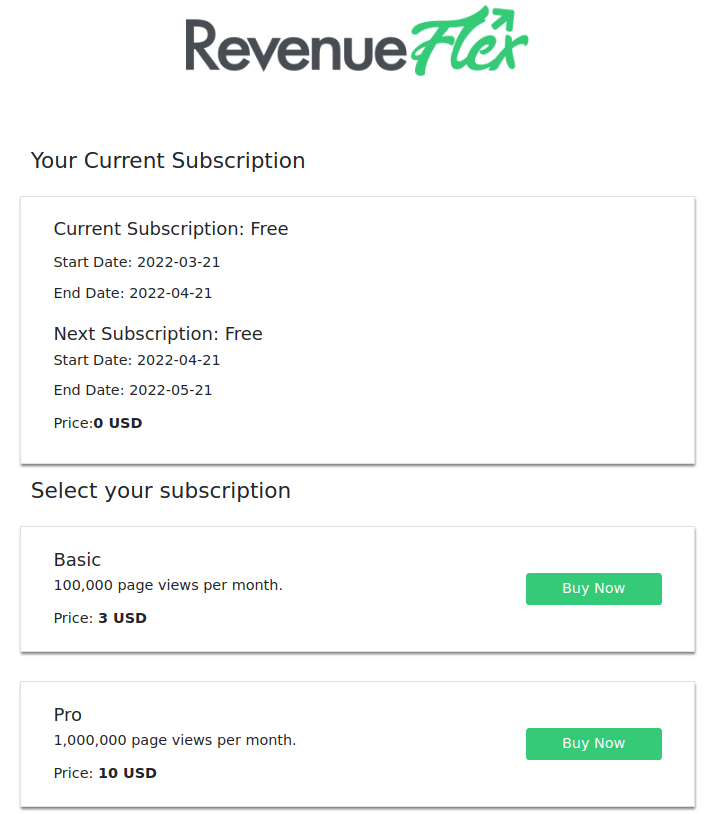 RevenueFlex
Your Current Subscription
Current Subscription: Free
Start Date: 2022-03-21
End Date: 2022-04-21
Next Subscription: Free
Start Date: 2022-04-21
End Date: 2022-05-21
Price:0 USD
Select your subscription
Basic
100,000 page views per month.
Price: 3 USD
Buy Now
Pro
1,000,000 page views per month.
Price: 10 USD
Buy Now